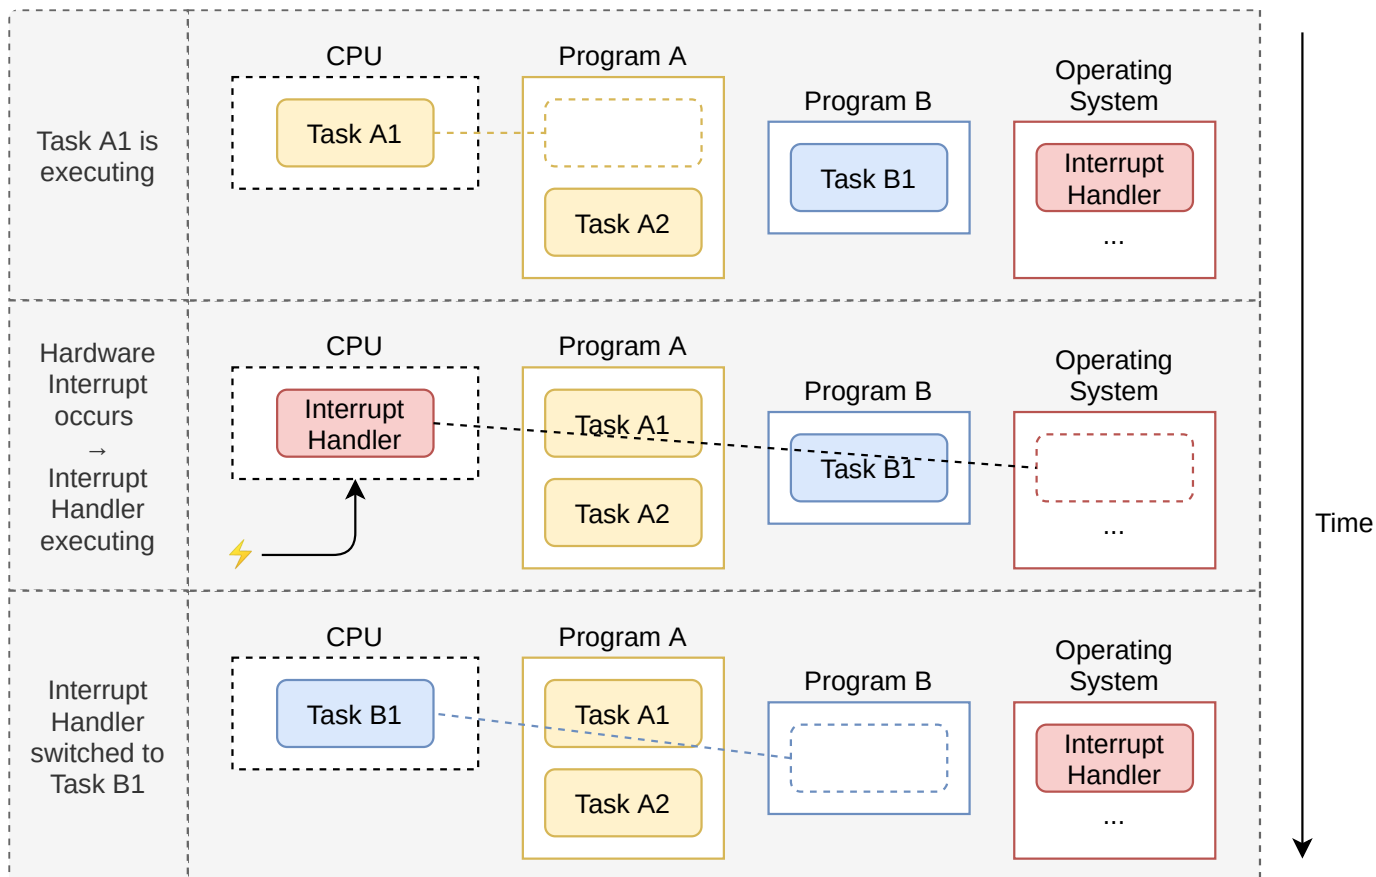 Task A1 is
executing
CPU
Task A1
Program A
Task A2
Program B
Task B1
Operating
System
Interrupt
Handler
...
Hardware
Interrupt
occurs
→
Interrupt
Handler
executing
CPU
Interrupt
Handler
Program A
Task A1
Task A2
Program B
Task B1
Operating
System
...
Interrupt
Handler
switched to
Task B1
CPU
Task B1
Program A
Task A1
Task A2
Program B
Operating
System
Interrupt
Handler
...
Time